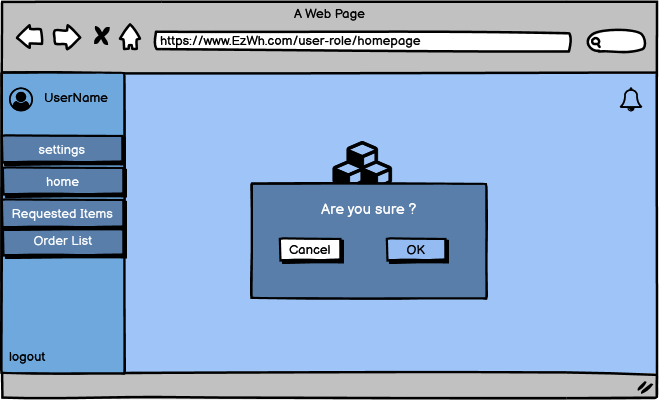 A Web Page
https://www.EzWh.com/user-role/homepage
UserName
settings
home
Requested Items
Order List
logout
Are you sure ?
Cancel
OK